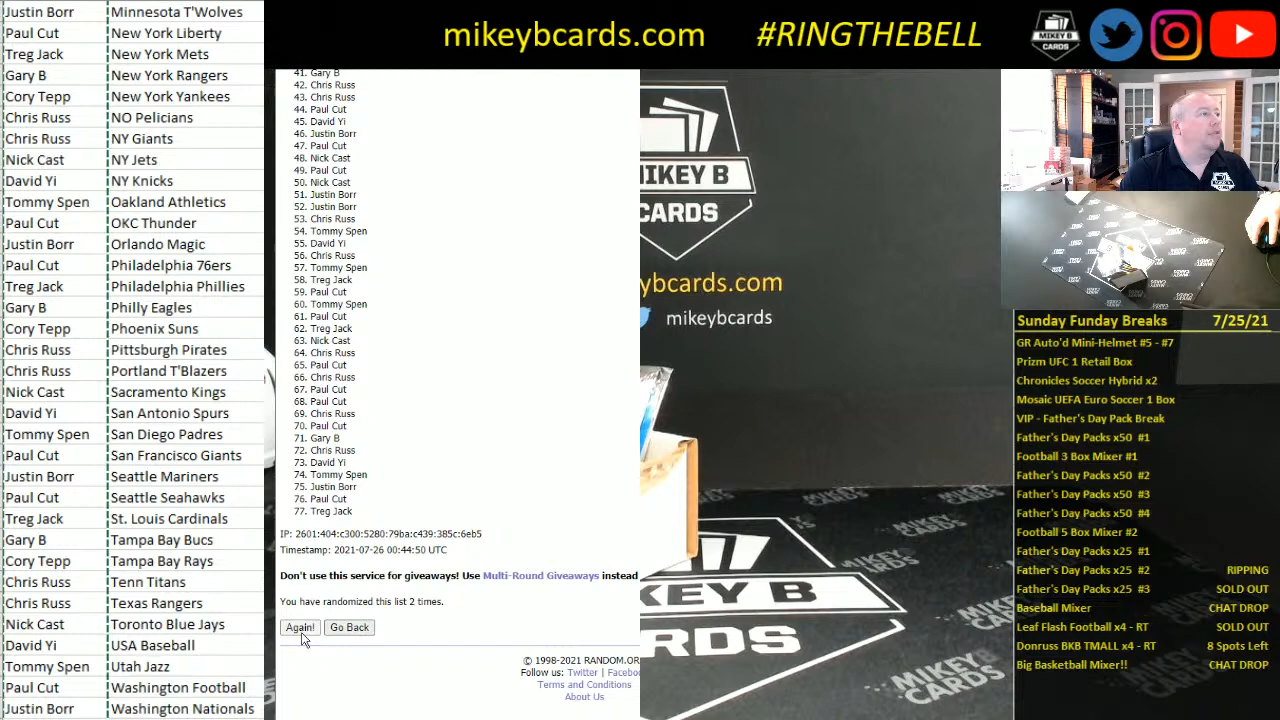 mikeybcards.com #RINGTHEBELL
MIKEY B
CARDS
Justin Borr Minnesota T'Wolves
Paul Cut New York Liberty
Treg Jack New York Mets
Gary B New York Rangers
Cory Tepp New York Yankees
Chris Russ NO Pelicans
Chris Russ NY Giants
Nick Cast NY Jets
David Yi NY Knicks
Tommy Spen Oakland Athletics
Paul Cut OKC Thunder
Justin Borr Orlando Magic
Paul Cut Philadelphia 76ers
Treg Jack Philadelphia Phillies
Gary B Philly Eagles
Cory Tepp Phoenix Suns
Chris Russ Pittsburgh Pirates
Chris Russ Portland T'Blazers
Nick Cast Sacramento Kings
David Yi San Antonio Spurs
Tommy Spen San Diego Padres
Paul Cut San Francisco Giants
Justin Borr Seattle Mariners
Paul Cut Seattle Seahawks
Treg Jack St. Louis Cardinals
Gary B Tampa Bay Bucs
Cory Tepp Tampa Bay Rays
Chris Russ Tenn Titans
Chris Russ Texas Rangers
Nick Cast Toronto Blue Jays
David Yi USA Baseball
Tommy Spen Utah Jazz
Paul Cut Washington Football
Justin Borr Washington Nationals
41. Gary B
42. Chris Russ
43. Chris Russ
44. Paul Cut
45. David Yi
46. Justin Borr
47. Paul Cut
48. Nick Cast
49. Paul Cut
50. Nick Cast
51. Justin Borr
52. Justin Borr
53. Chris Russ
54. Tommy Spen
55. David Yi
56. Chris Russ
57. Tommy Spen
58. Treg Jack
59. Paul Cut
60. Tommy Spen
61. Paul Cut
62. Treg Jack
63. Nick Cast
64. Chris Russ
65. Paul Cut
66. Chris Russ
67. Paul Cut
68. Paul Cut
69. Chris Russ
70. Paul Cut
71. Gary B
72. Chris Russ
73. David Yi
74. Tommy Spen
75. Justin Borr
76. Paul Cut
77. Treg Jack
IP: 2601:404:c300:5280:79ba:c439:385c:6eb5
Timestamp: 2021-07-26 00:44:50 UTC
Don't use this service for giveaways! Use Multi-Round Giveaways instead
You have randomized this list 2 times.
Again! Go Back
© 1998-2021 RANDOM.OR
Follow us: Twitter | Faceboo
Terms and Conditions
About Us
IKEY B
CARDS
ybcards.com
mikeybcards
KEY B
RDS
MIKEY B
CARDS
Sunday Funday Breaks 7/25/21
GR Auto'd Mini-Helmet #5 - #7
Prizm UFC 1 Retail Box
Chronicles Soccer Hybrid x2
Mosaic UEFA Euro Soccer 1 Box
VIP - Father's Day Pack Break
Father's Day Packs x50 #1
Football 3 Box Mixer #1
Father's Day Packs x50 #2
Father's Day Packs x50 #3
Father's Day Packs x50 #4
Football 5 Box Mixer #2
Father's Day Packs x25 #1
Father's Day Packs x25 #2 RIPPING
Father's Day Packs x25 #3 SOLD OUT
Baseball Mixer CHAT DROP
Leaf Flash Football x4 - RT SOLD OUT
Donruss BKB TMALL x4 - RT 8 Spots Left
Big Basketball Mixer!! CHAT DROP